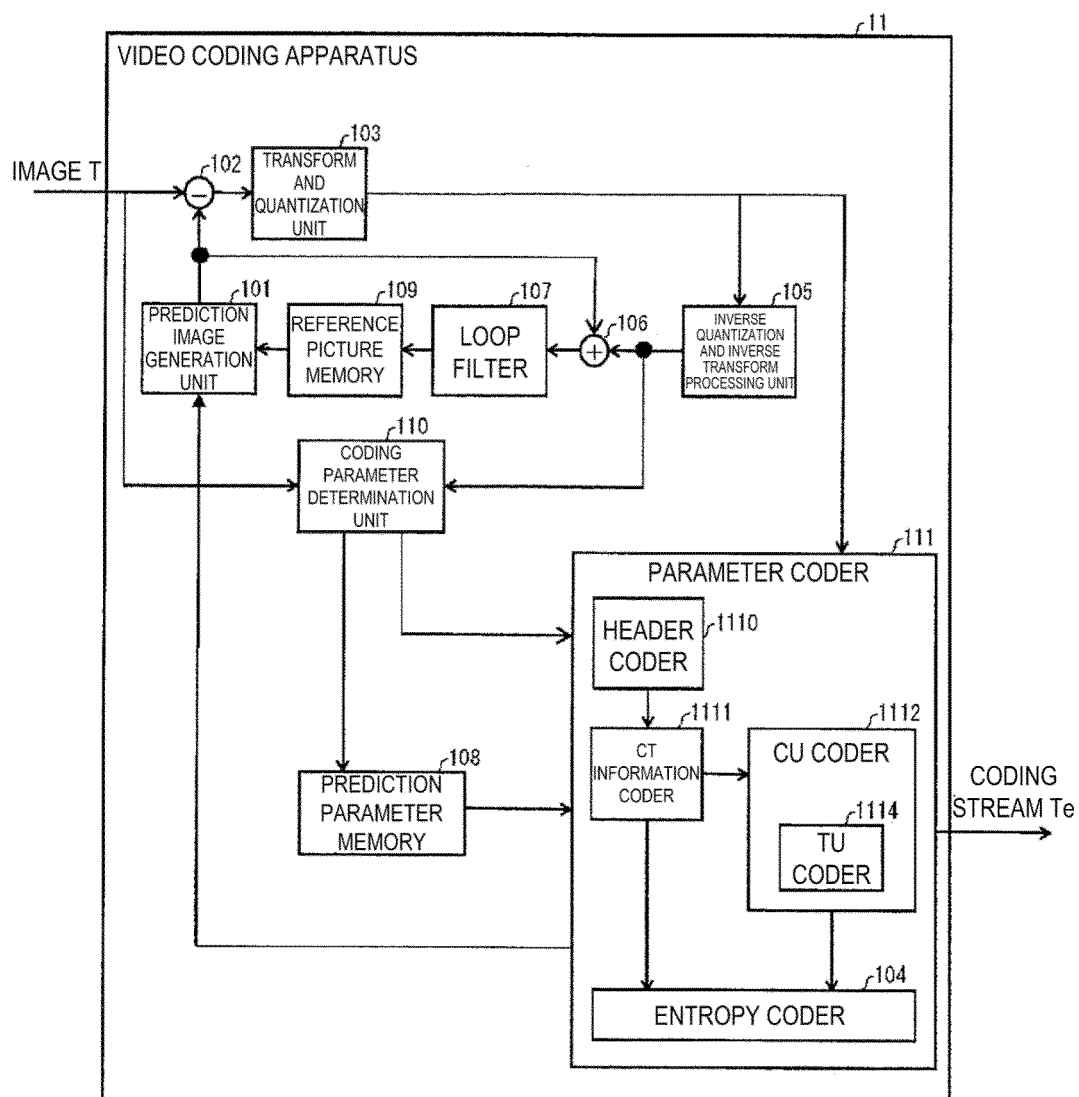 11
VIDEO CODING APPARATUS
IMAGE T
102
−
103
TRANSFORM
AND
QUANTIZATION
UNIT
101
PREDICTION
IMAGE
GENERATION
UNIT
109
REFERENCE
PICTURE
MEMORY
107
LOOP
FILTER
106
+
105
INVERSE
QUANTIZATION
AND INVERSE
TRANSFORM
PROCESSING UNIT
110
CODING
PARAMETER
DETERMINATION
UNIT
111
PARAMETER CODER
1110
HEADER
CODER
1111
CT
INFORMATION
CODER
1112
CU CODER
1114
TU
CODER
108
PREDICTION
PARAMETER
MEMORY
CODING
STREAM Te
104
ENTROPY CODER